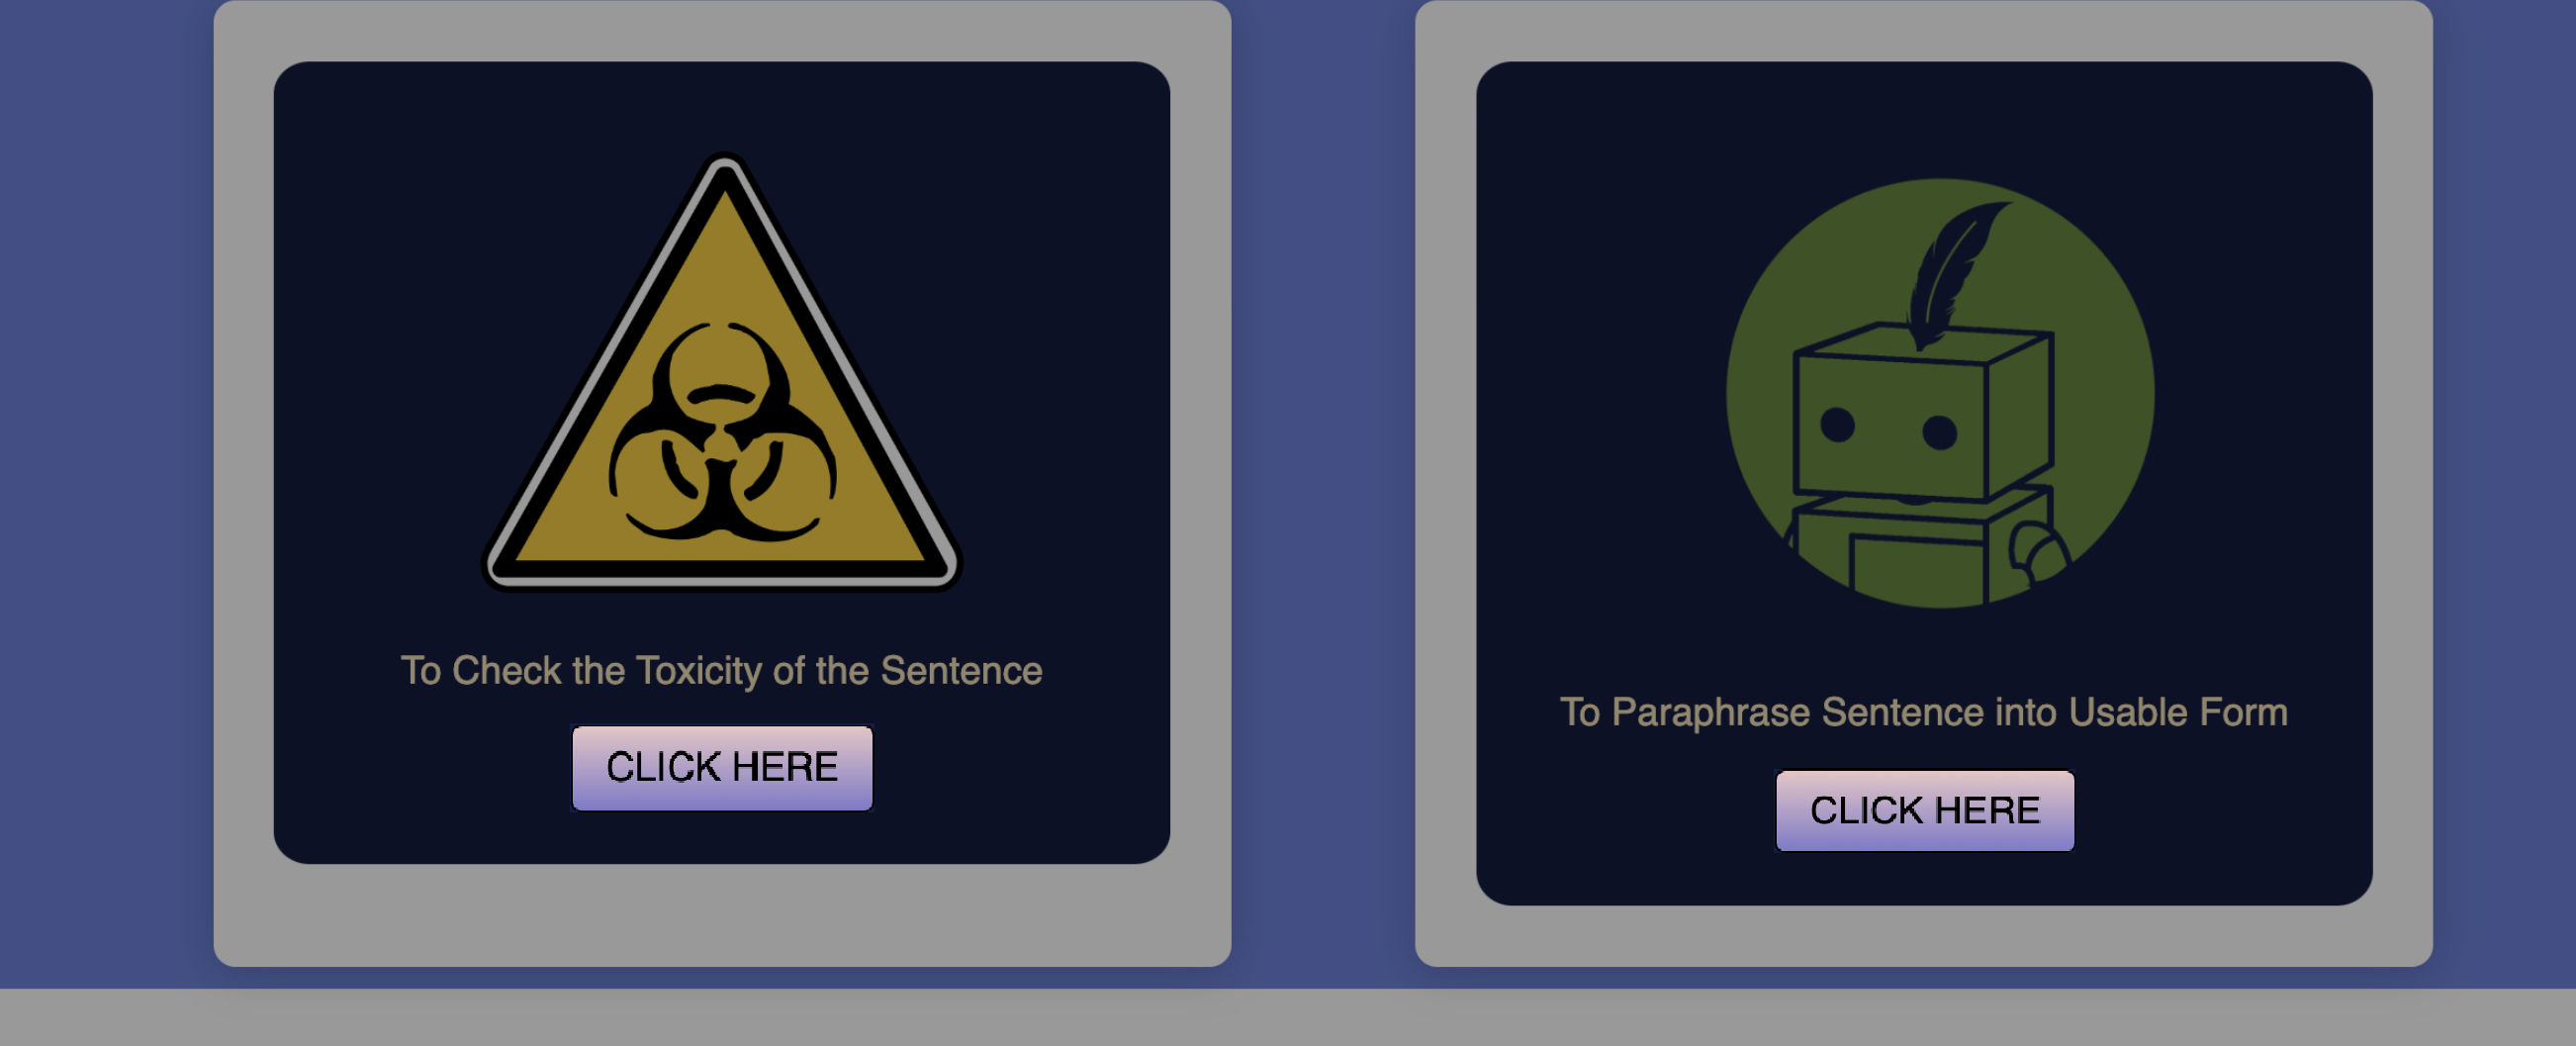 To Check the Toxicity of the Sentence
CLICK HERE
To Paraphrase Sentence into Usable Form
CLICK HERE